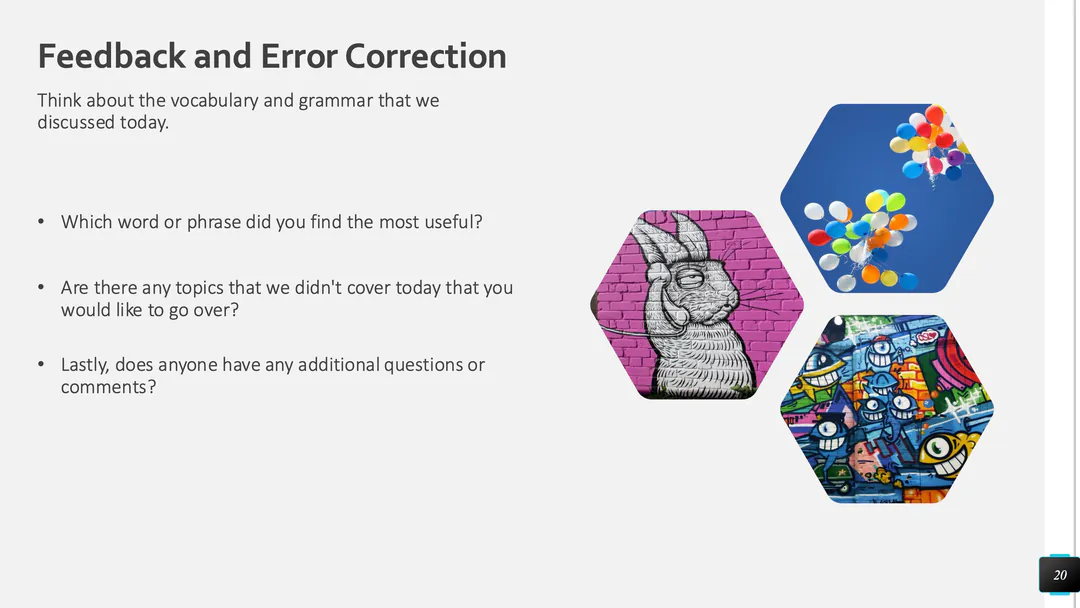 Feedback and Error Correction
Think about the vocabulary and grammar that we
discussed today.
• Which word or phrase did you find the most useful?
• Are there any topics that we didn't cover today that you
would like to go over?
• Lastly, does anyone have any additional questions or
comments?
20